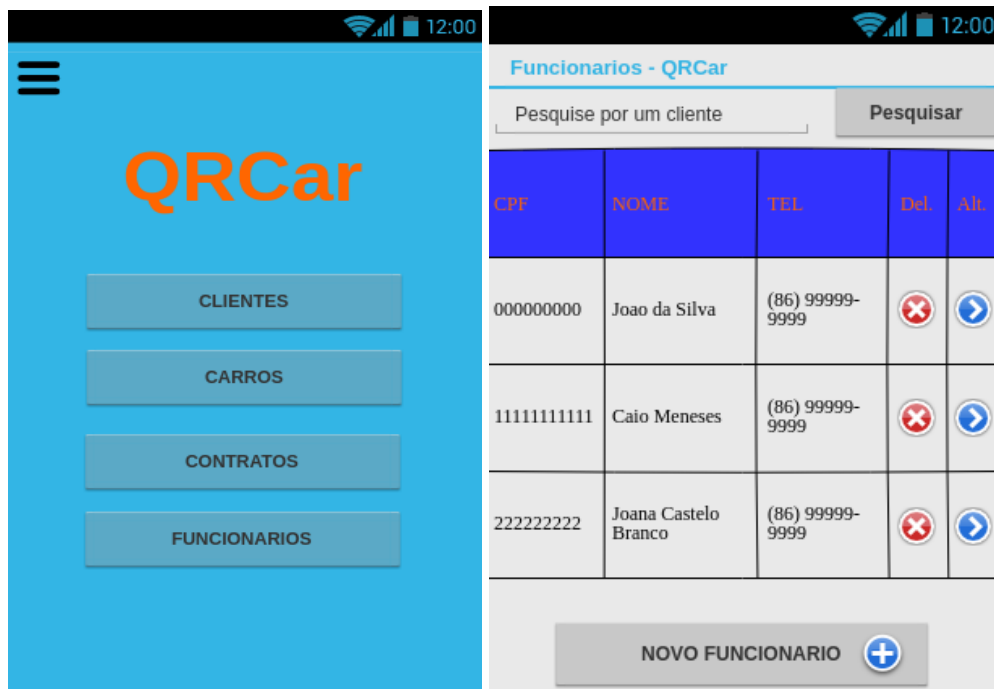 12:00
QRCar
CLIENTES
CARROS
CONTRATOS
FUNCIONARIOS
12:00
Funcionarios - QRCar
Pesquise por um cliente Pesquisar
CPF NOME TEL Del. Alt.
000000000 Joao da Silva (86) 99999-
9999
11111111111 Caio Meneses (86) 99999-
9999
222222222 Joana Castelo (86) 99999-
Branco 9999
NOVO FUNCIONARIO